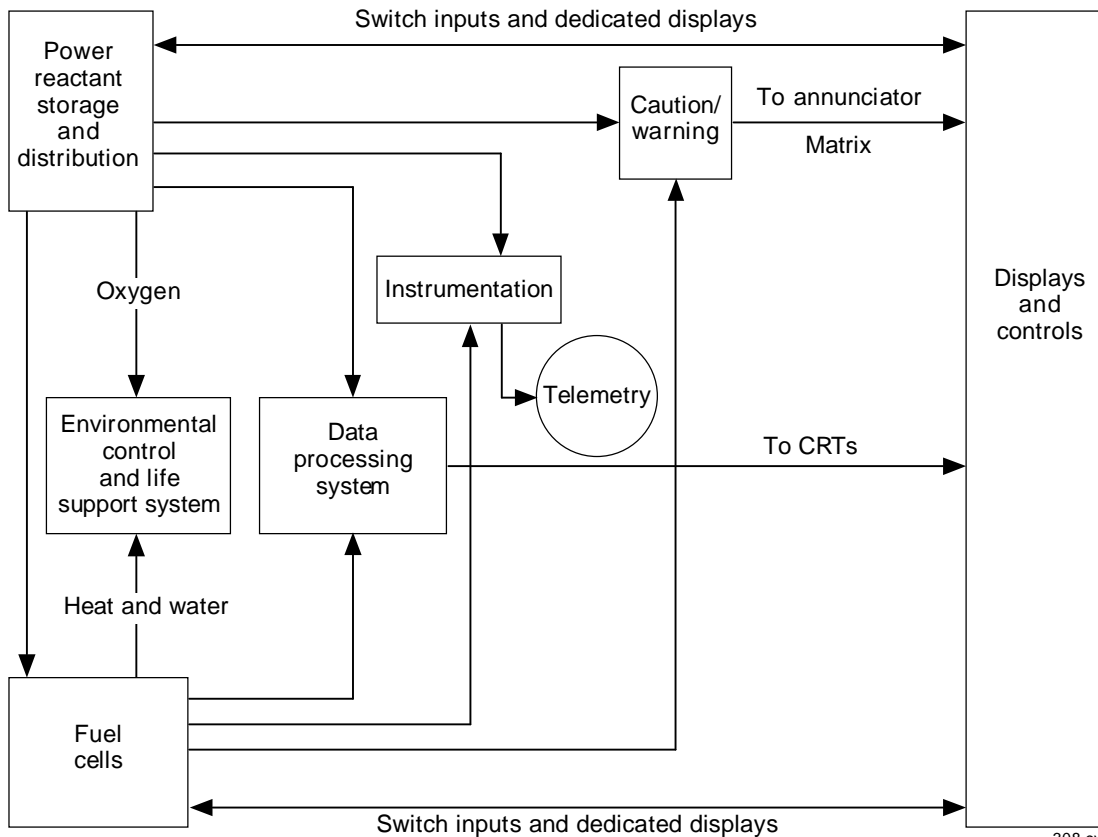 Switch inputs and dedicated displays
Power
reactant
storage
and
distribution
Caution/
warning
To annunciator
Matrix
Oxygen
Instrumentation
Displays
and
controls
Telemetry
Environmental
control
and life
support system
Data
processing
system
To CRTs
Heat and water
Fuel
cells
Switch inputs and dedicated displays